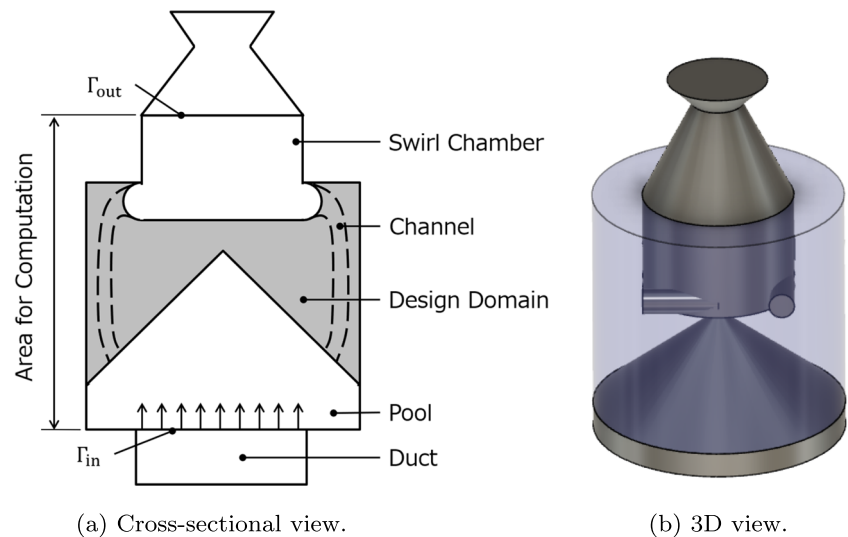 Γout
Swirl Chamber
Area for Computation
Channel
Design Domain
Pool
Γin
Duct
(a) Cross-sectional view.
(b) 3D view.